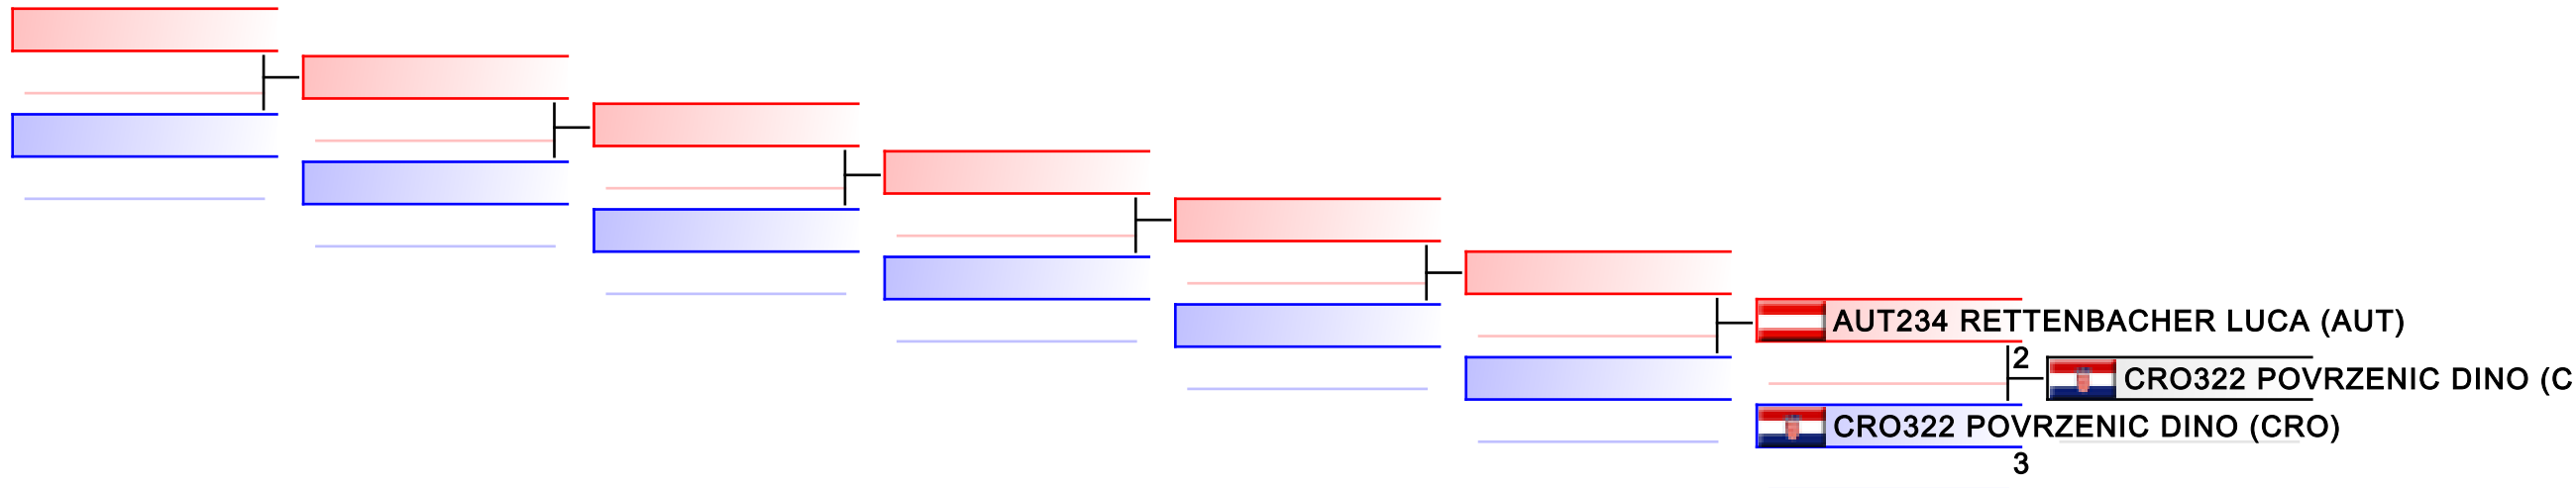 AUT234 RETTENBACHER LUCA (AUT)
2
CRO322 POVRZENIC DINO (C
CRO322 POVRZENIC DINO (CRO)
3